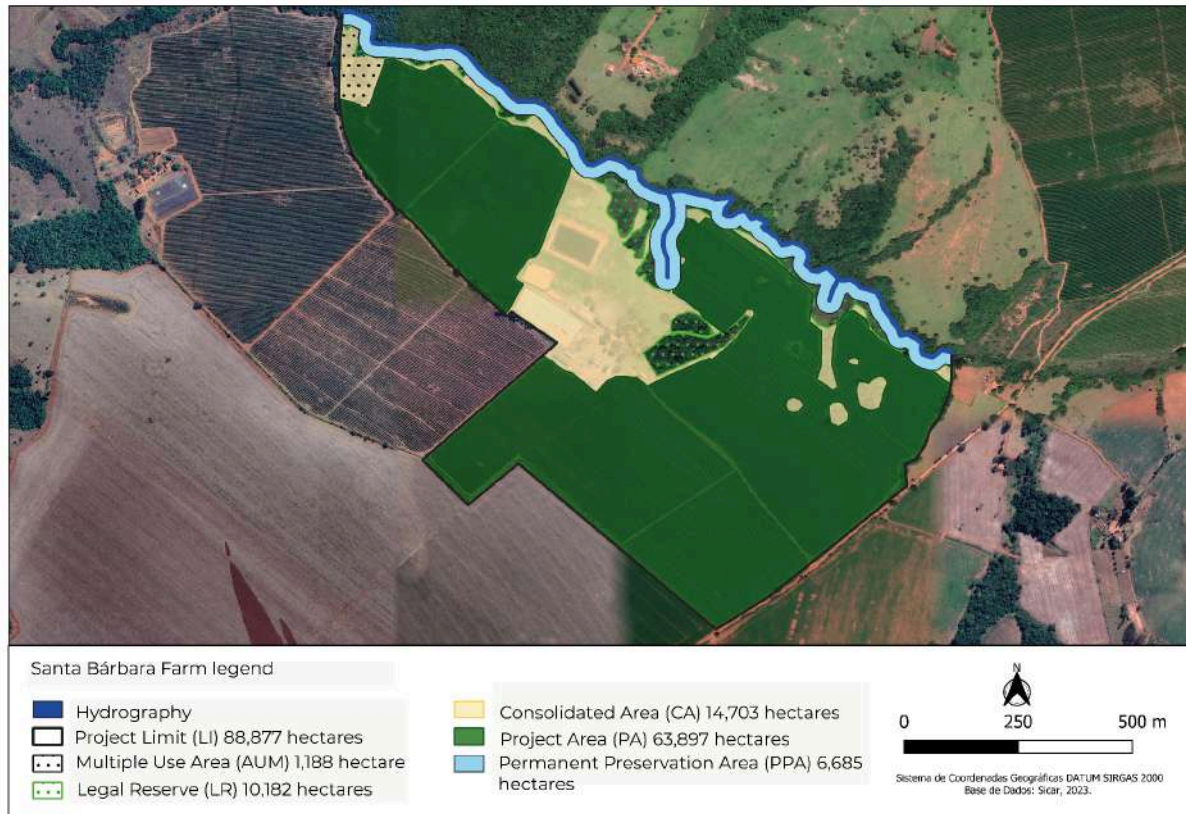 Santa Bárbara Farm legend
Hydrography
Project Limit (LI) 88,877 hectares
Multiple Use Area (AUM) 1,188 hectare
Legal Reserve (LR) 10,182 hectares
Consolidated Area (CA) 14,703 hectares
Project Area (PA) 63,897 hectares
Permanent Preservation Area (PPA) 6,685
hectares
N
0 250 500 m
Sistema de Coordenadas Geográficas DATUM SIRGAS 2000
Base de Dados: Sicar, 2023.